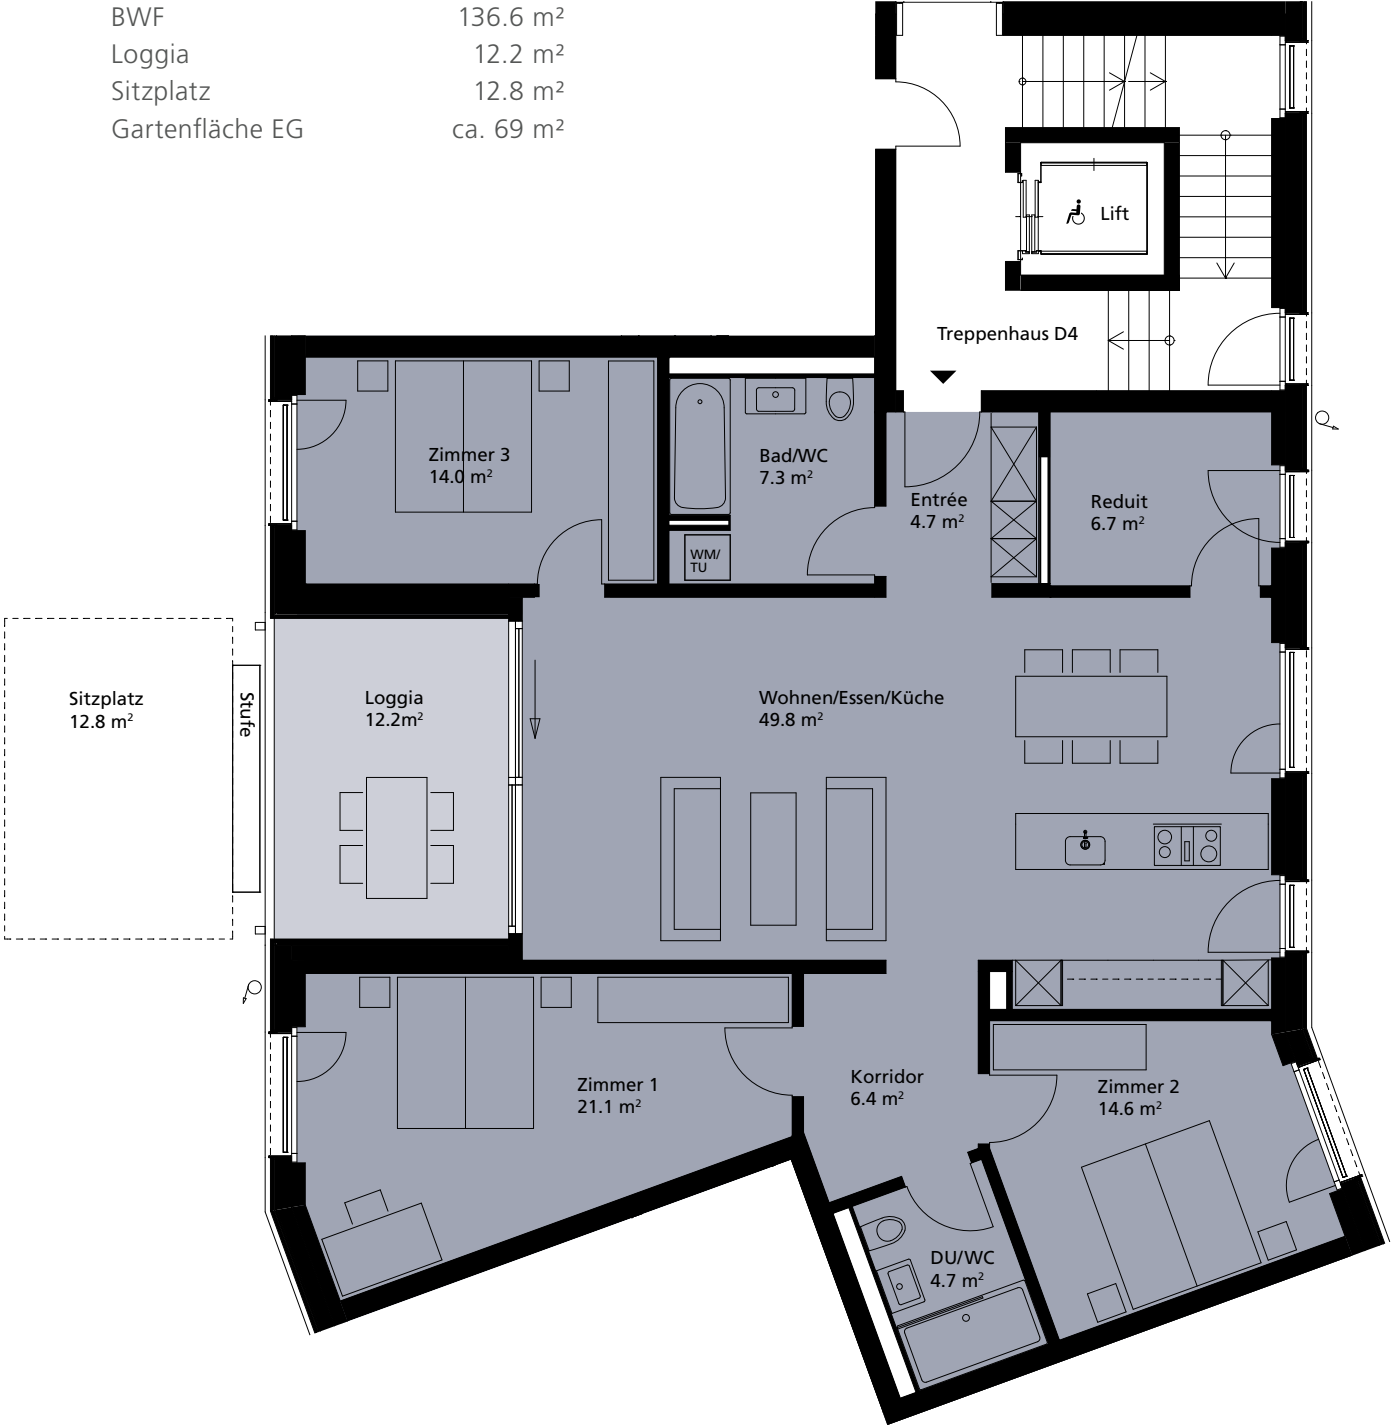 BWF 136.6 m²
Loggia 12.2 m²
Sitzplatz 12.8 m²
Gartenfläche EG ca. 69 m²
Lift
Treppenhaus D4
Zimmer 3
14.0 m²
Bad/WC
7.3 m²
Entrée
4.7 m²
Reduit
6.7 m²
WM/
TU
Sitzplatz
12.8 m²
Stufe
Loggia
12.2m²
Wohnen/Essen/Küche
49.8 m²
Zimmer 1
21.1 m²
Korridor
6.4 m²
Zimmer 2
14.6 m²
DU/WC
4.7 m²